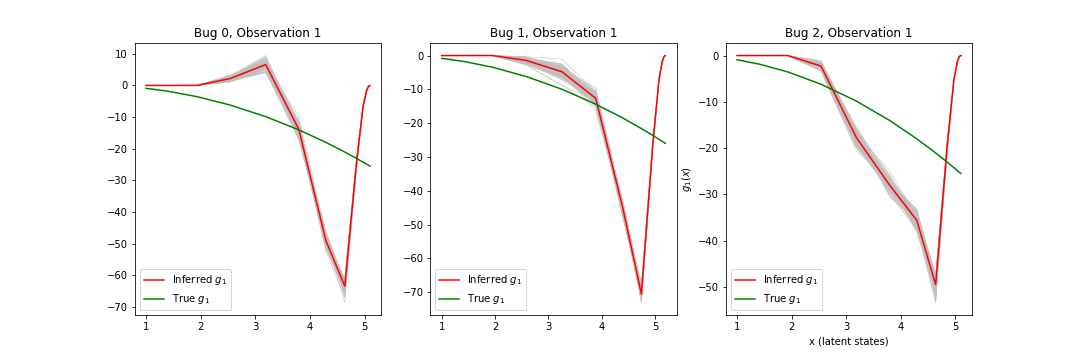 Bug 0, Observation 1
10
0
−10
−20
−30
−40
−50
−60
−70
1 2 3 4 5
Inferred g₁
True g₁
Bug 1, Observation 1
0
−10
−20
−30
−40
−50
−60
−70
1 2 3 4 5
Inferred g₁
True g₁
Bug 2, Observation 1
g₁(x)
0
−10
−20
−30
−40
−50
1 2 3 4 5
x (latent states)
Inferred g₁
True g₁